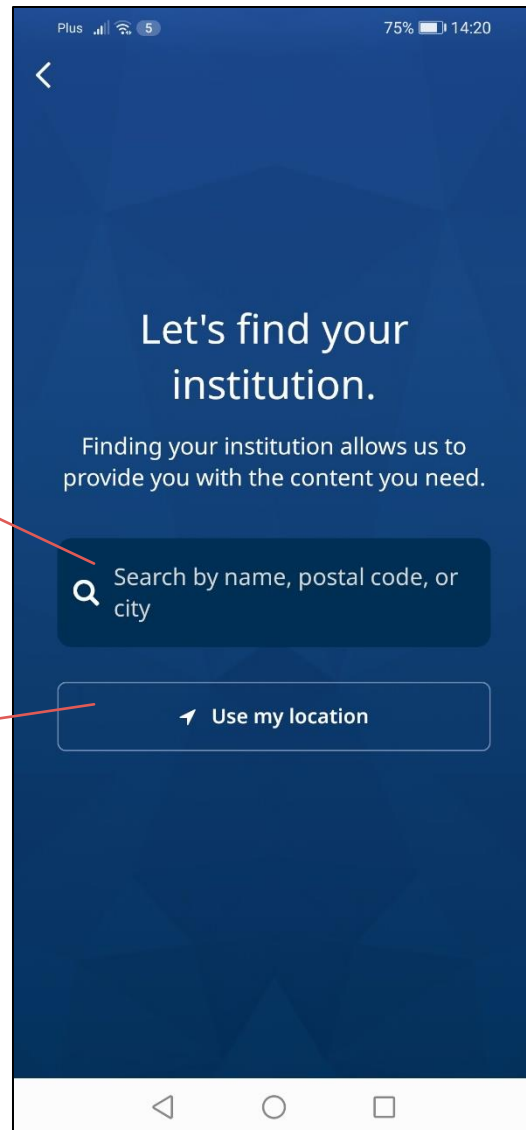 Plus 5 75% 14:20
Let's find your
institution.
Finding your institution allows us to
provide you with the content you need.
Search by name, postal code, or
city
Use my location